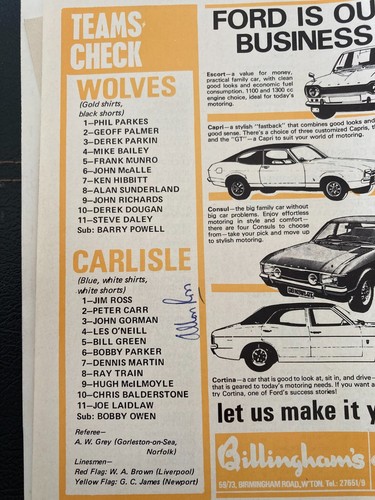 TEAMS
CHECK
WOLVES
(Gold shirts,
black shorts)
1—PHIL PARKES
2—GEOFF PALMER
3—DEREK PARKIN
4—MIKE BAILEY
5—FRANK MUNRO
6—JOHN McALLE
7—KEN HIBBITT
8—ALAN SUNDERLAND
9—JOHN RICHARDS
10—DEREK DOUGAN
11—STEVE DALEY
Sub: BARRY POWELL
CARLISLE
(Blue, white shirts,
white shorts)
1—JIM ROSS
2—PETER CARR
3—JOHN GORMAN
4—LES O'NEILL
5—BILL GREEN
6—BOBBY PARKER
7—DENNIS MARTIN
8—RAY TRAIN
9—HUGH McILMOYLE
10—CHRIS BALDERSTONE
11—JOE LAIDLAW
Sub: BOBBY OWEN
Allan Ross
Referee—
A. W. Grey (Gorleston-on-Sea,
Norfolk)
Linesmen—
Red Flag: W. A. Brown (Liverpool)
Yellow Flag: G. C. James (Newport)
FORD IS OU
BUSINESS
Escort—a value for money,
practical family car, with clean
good looks and economic fuel
consumption. 1100 and 1300 cc
engine choice, ideal for today's
motoring.
Capri—a stylish "fastback" that combines good looks and
good sense. There's a choice of three customized Capris, t
and the "GT"—a Capri to suit your world of motoring.
Consul—the big family car without
big car problems. Enjoy effortless
motoring in style and comfort—
there are four Consuls to choose
from—take your pick and move up
to stylish motoring.
Cortina—a car that is good to look at, sit in, and drive—
that is geared to today's motoring needs. If you want a
try Cortina, one of Ford's success stories!
let us make it y
Billingham's
59/73, BIRMINGHAM ROAD, W'TON. Tel.: 27651/8